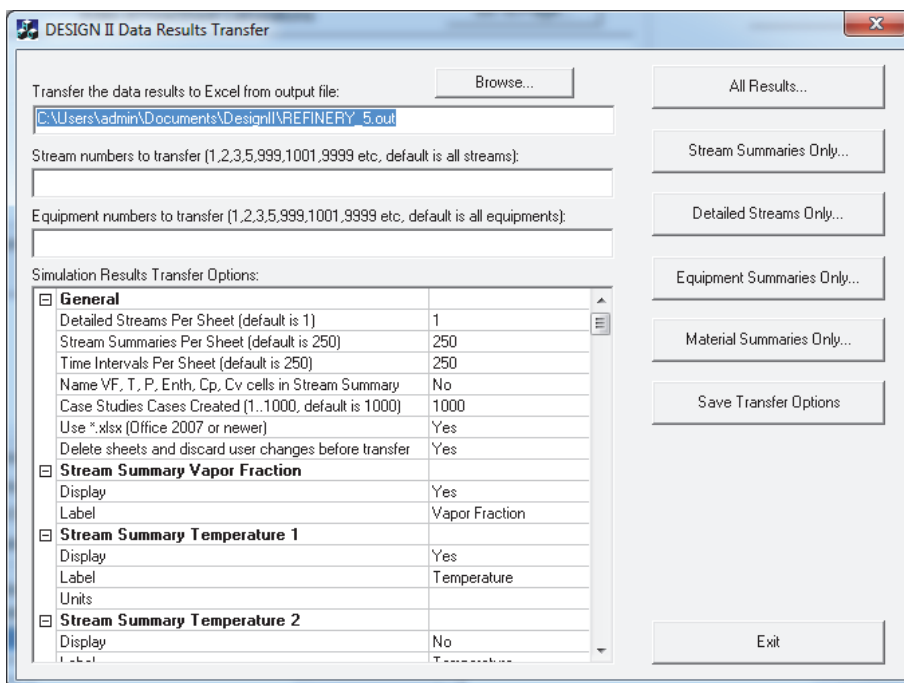 DESIGN II Data Results Transfer
Browse...
Transfer the data results to Excel from output file:
C:\Users\admin\Documents\DesignII\REFINERY_5.out
Stream numbers to transfer (1,2,3,5,999,1001,9999 etc, default is all streams):
Equipment numbers to transfer (1,2,3,5,999,1001,9999 etc, default is all equipments):
Simulation Results Transfer Options:
General
Detailed Streams Per Sheet (default is 1) 1
Stream Summaries Per Sheet (default is 250) 250
Time Intervals Per Sheet (default is 250) 250
Name VF, T, P, Enth, Cp, Cv cells in Stream Summary No
Case Studies Cases Created (1..1000, default is 1000) 1000
Use *.xlsx (Office 2007 or newer) Yes
Delete sheets and discard user changes before transfer Yes
Stream Summary Vapor Fraction
Display Yes
Label Vapor Fraction
Stream Summary Temperature 1
Display Yes
Label Temperature
Units
Stream Summary Temperature 2
Display No
Label Temperature
All Results...
Stream Summaries Only...
Detailed Streams Only...
Equipment Summaries Only...
Material Summaries Only...
Save Transfer Options
Exit